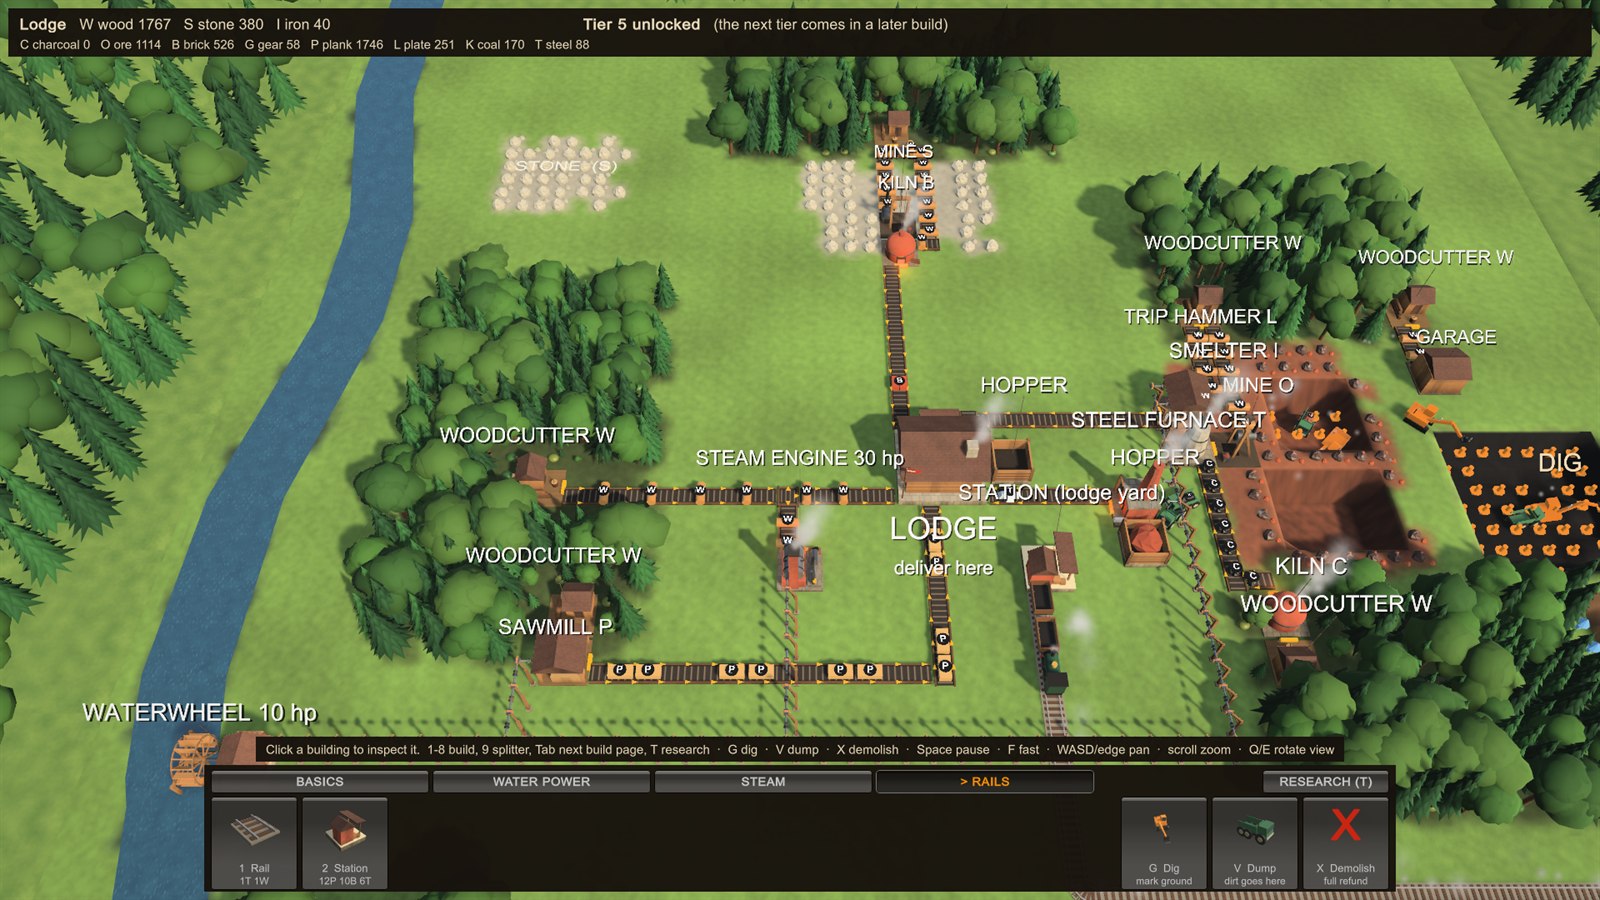 Lodge W wood 1767 S stone 380 I iron 40
Tier 5 unlocked (the next tier comes in a later build)
C charcoal 0 O ore 1114 B brick 526 G gear 58 P plank 1746 L plate 251 K coal 170 T steel 88
STONE (S)
MINE S
KILN B
WOODCUTTER W
WOODCUTTER W
TRIP HAMMER L
GARAGE
SMELTER I
HOPPER
MINE O
STEEL FURNACE T
WOODCUTTER W
STEAM ENGINE 30 hp
HOPPER
DIG
STATION (lodge yard)
LODGE
deliver here
WOODCUTTER W
KILN C
WOODCUTTER W
SAWMILL P
WATERWHEEL 10 hp
Click a building to inspect it. 1-8 build, 9 splitter, Tab next build page, T research · G dig · V dump · X demolish · Space pause · F fast · WASD/edge pan · scroll zoom · Q/E rotate view
BASICS WATER POWER STEAM > RAILS RESEARCH (T)
1 Rail
1T 1W
2 Station
12P 10B 6T
G Dig
mark ground
V Dump
dirt goes here
X Demolish
full refund